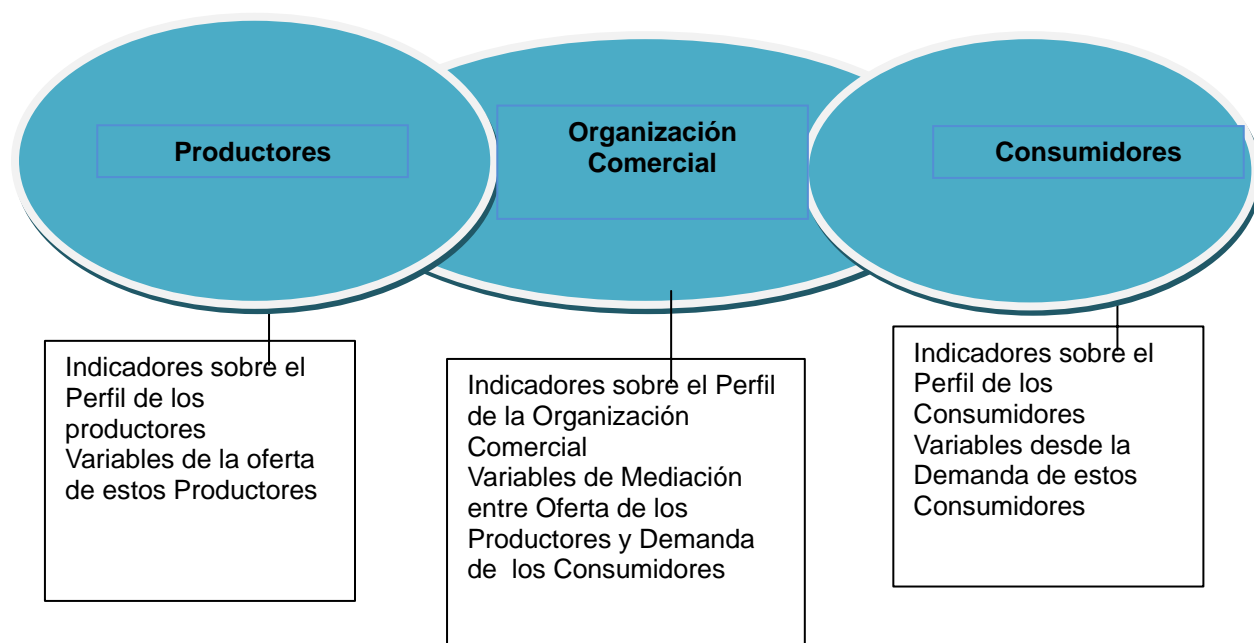 Productores
Organización
Comercial
Consumidores
Indicadores sobre el
Perfil de los
productores
Variables de la oferta
de estos Productores
Indicadores sobre el Perfil
de la Organización
Comercial
Variables de Mediación
entre Oferta de los
Productores y Demanda
de los Consumidores
Indicadores sobre el
Perfil de los
Consumidores
Variables desde la
Demanda de estos
Consumidores